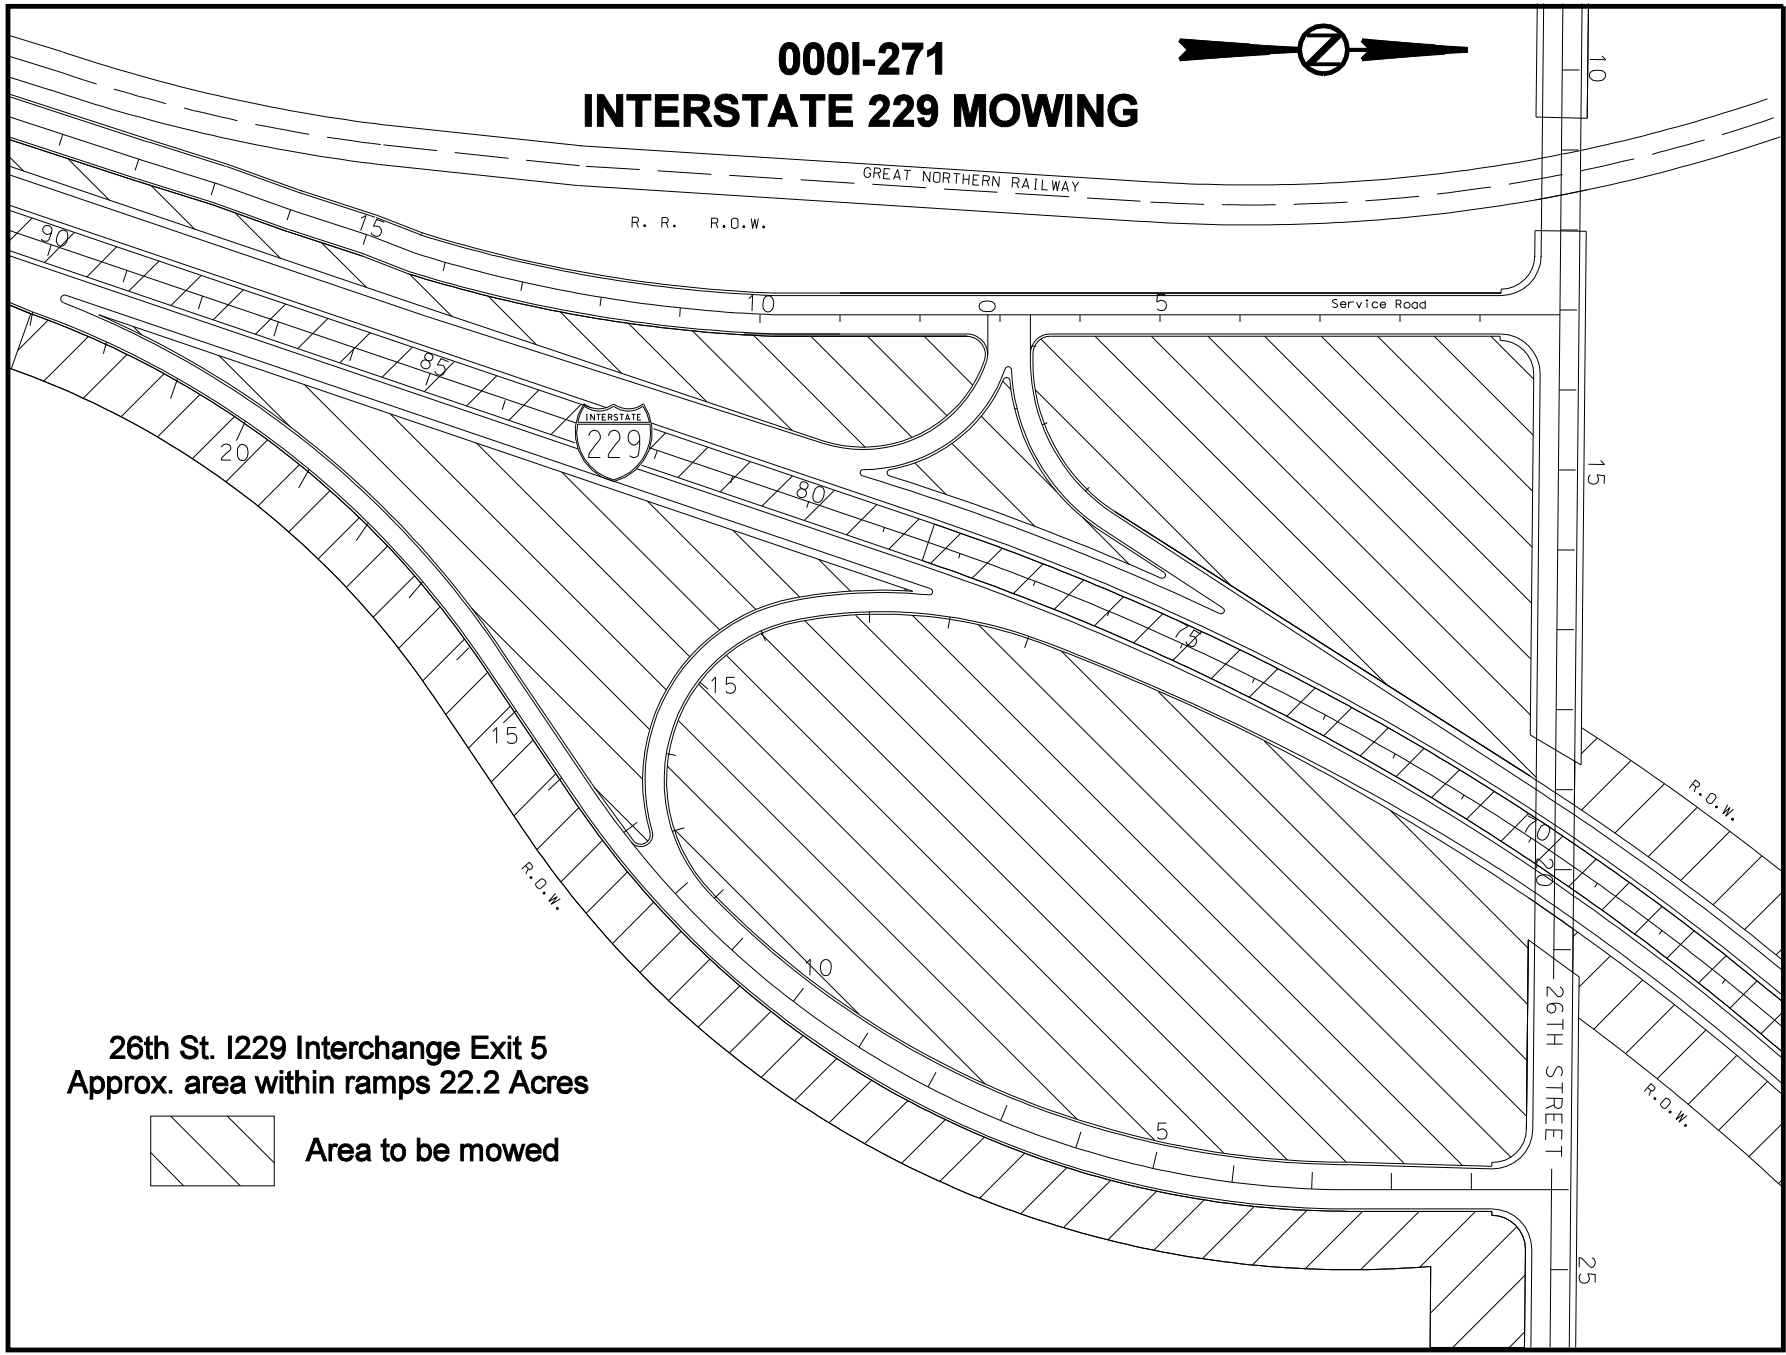 000I-271
INTERSTATE 229 MOWING
Z
10
GREAT NORTHERN RAILWAY
R. R. R.O.W.
15
90
10
0
5
Service Road
85
INTERSTATE
229
20
80
15
75
15
15
R.O.W.
70
20
R.O.W.
10
26TH STREET
26th St. I229 Interchange Exit 5
Approx. area within ramps 22.2 Acres
R.O.W.
5
Area to be mowed
25